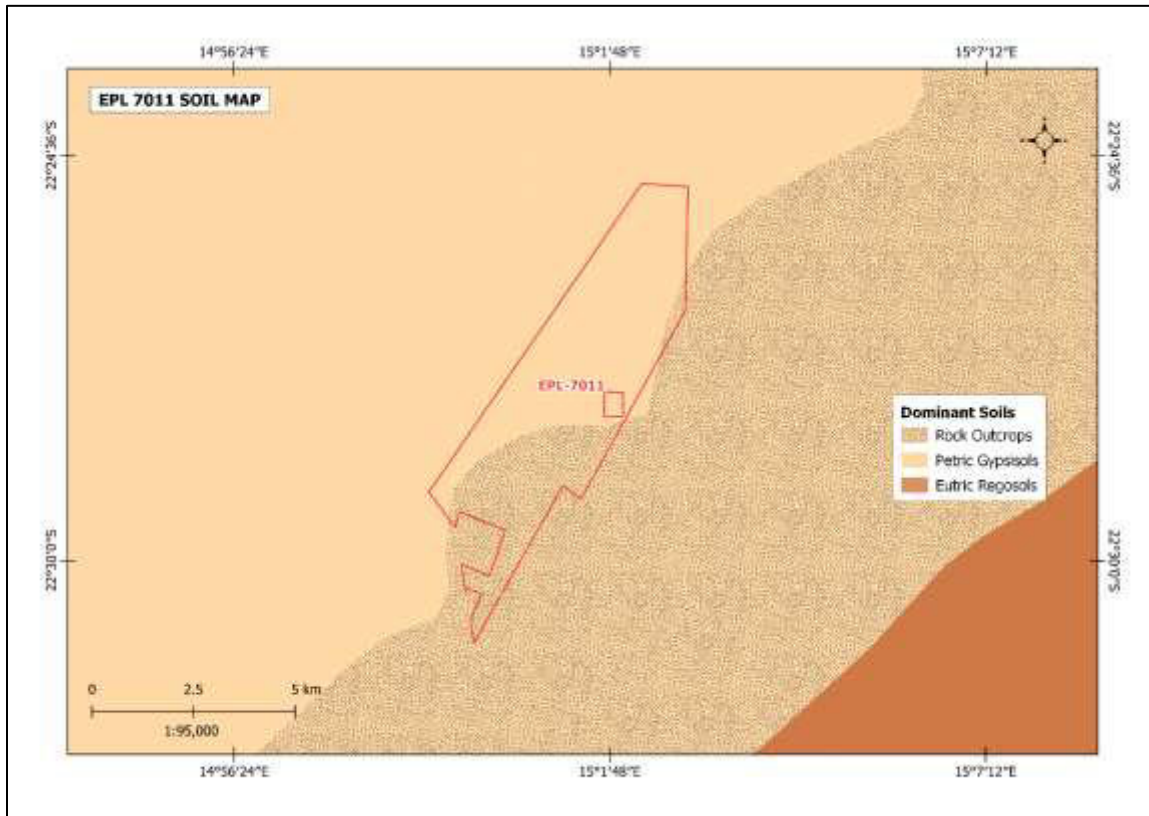 14°56'24"E
15°1'48"E
15°7'12"E
EPL 7011 SOIL MAP
22°24'36"S
22°24'36"S
EPL-7011
Dominant Soils
Rock Outcrops
Petric Gypsisols
Eutric Regosols
22°30'0"S
22°30'0"S
0 2.5 5 km
1:95,000
14°56'24"E
15°1'48"E
15°7'12"E